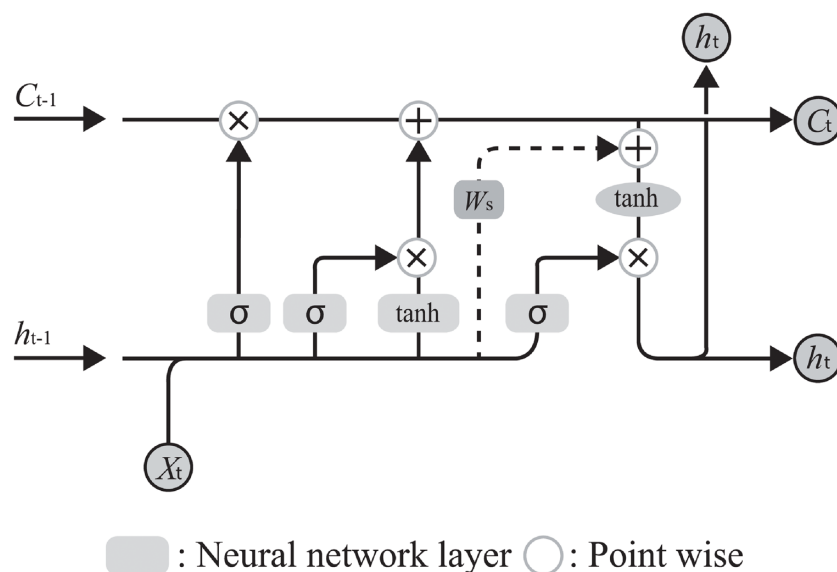 hₜ
Cₜ₋₁
×
+
Cₜ
+
Wₛ
tanh
×
×
σ
σ
tanh
σ
hₜ₋₁
hₜ
Xₜ
: Neural network layer : Point wise